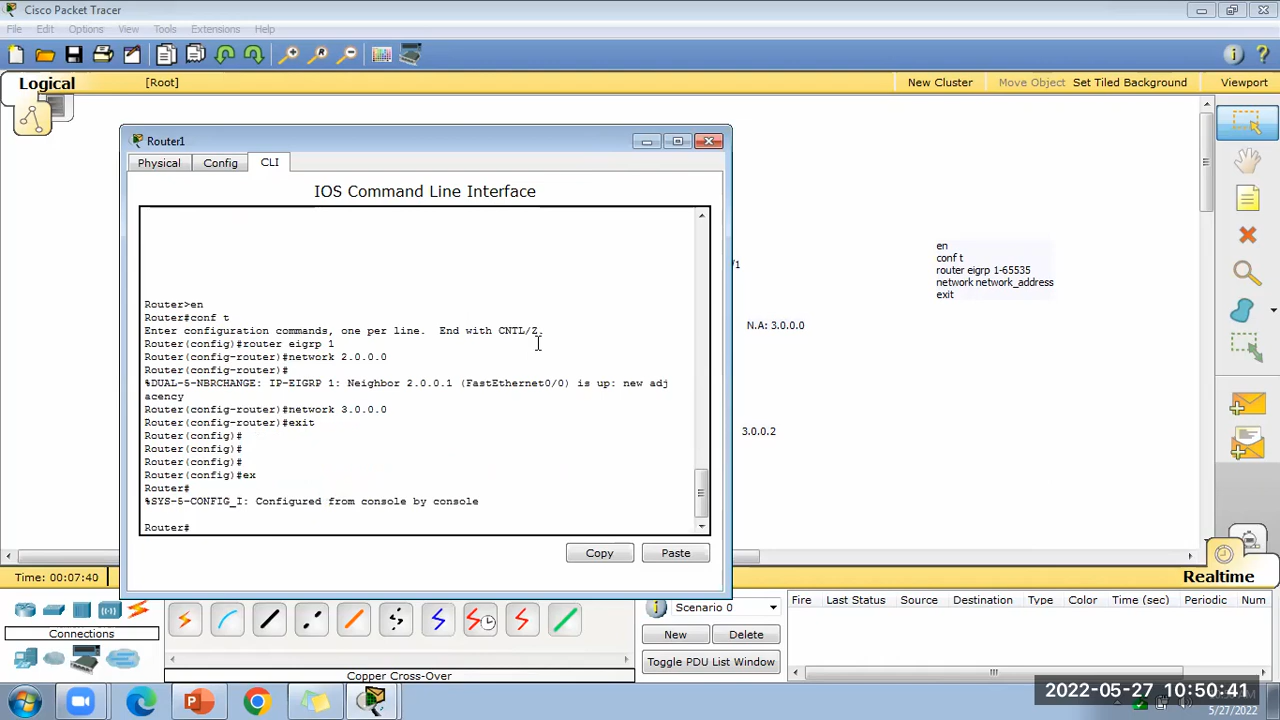 Cisco Packet Tracer
File Edit Options View Tools Extensions Help
Logical [Root] New Cluster Move Object Set Tiled Background Viewport
Router1
Physical Config CLI
IOS Command Line Interface
Router>en
Router#conf t
Enter configuration commands, one per line.  End with CNTL/Z.
Router(config)#router eigrp 1
Router(config-router)#network 2.0.0.0
Router(config-router)#
%DUAL-5-NBRCHANGE: IP-EIGRP 1: Neighbor 2.0.0.1 (FastEthernet0/0) is up: new adj
acency
Router(config-router)#network 3.0.0.0
Router(config-router)#exit
Router(config)#
Router(config)#
Router(config)#
Router(config)#ex
Router#
%SYS-5-CONFIG_I: Configured from console by console
Router#
Copy Paste
/1
N.A: 3.0.0.0
3.0.0.2
en
conf t
router eigrp 1-65535
network network_address
exit
Time: 00:07:40
Realtime
Connections
Copper Cross-Over
Scenario 0
New Delete
Toggle PDU List Window
Fire Last Status Source Destination Type Color Time (sec) Periodic Num
2022-05-27 10:50:41
5/27/2022